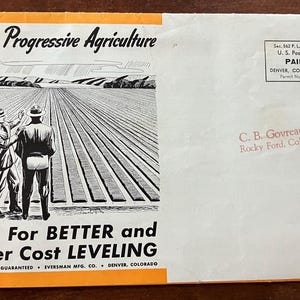 Progressive Agriculture
Sec. 562 P. L.
U. S. Pos
PAI
DENVER, CO
Permit No
C. B. Govrea
Rocky Ford, Co
For BETTER and
er Cost LEVELING
GUARANTEED • EVERSMAN MFG. CO. • DENVER, COLORADO